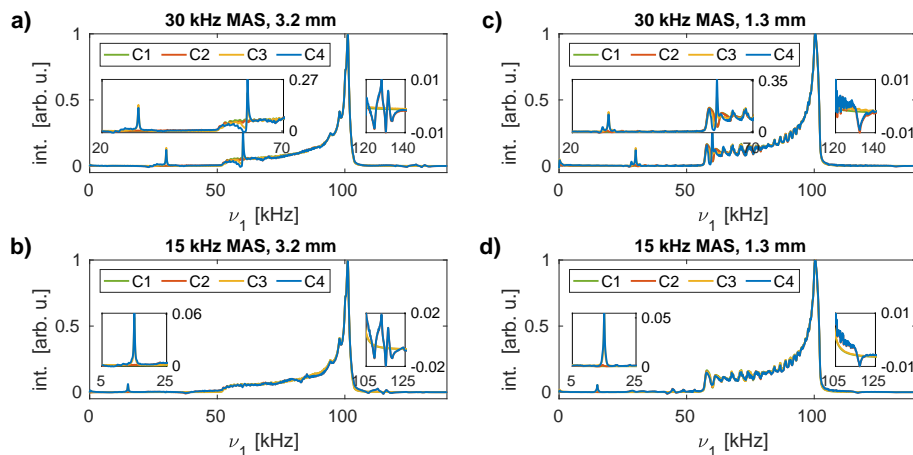 a)
30 kHz MAS, 3.2 mm
C1 C2 C3 C4
int. [arb. u.]
1
0.5
0
0.27
0
20 70
0.01
-0.01
120 140
0 50 100
ν1 [kHz]
c)
30 kHz MAS, 1.3 mm
C1 C2 C3 C4
int. [arb. u.]
1
0.5
0
0.35
0
20 70
0.01
-0.01
120 140
0 50 100
ν1 [kHz]
b)
15 kHz MAS, 3.2 mm
C1 C2 C3 C4
int. [arb. u.]
1
0.5
0
0.06
0
5 25
0.02
-0.02
105 125
0 50 100
ν1 [kHz]
d)
15 kHz MAS, 1.3 mm
C1 C2 C3 C4
int. [arb. u.]
1
0.5
0
0.05
0
5 25
0.01
-0.01
105 125
0 50 100
ν1 [kHz]